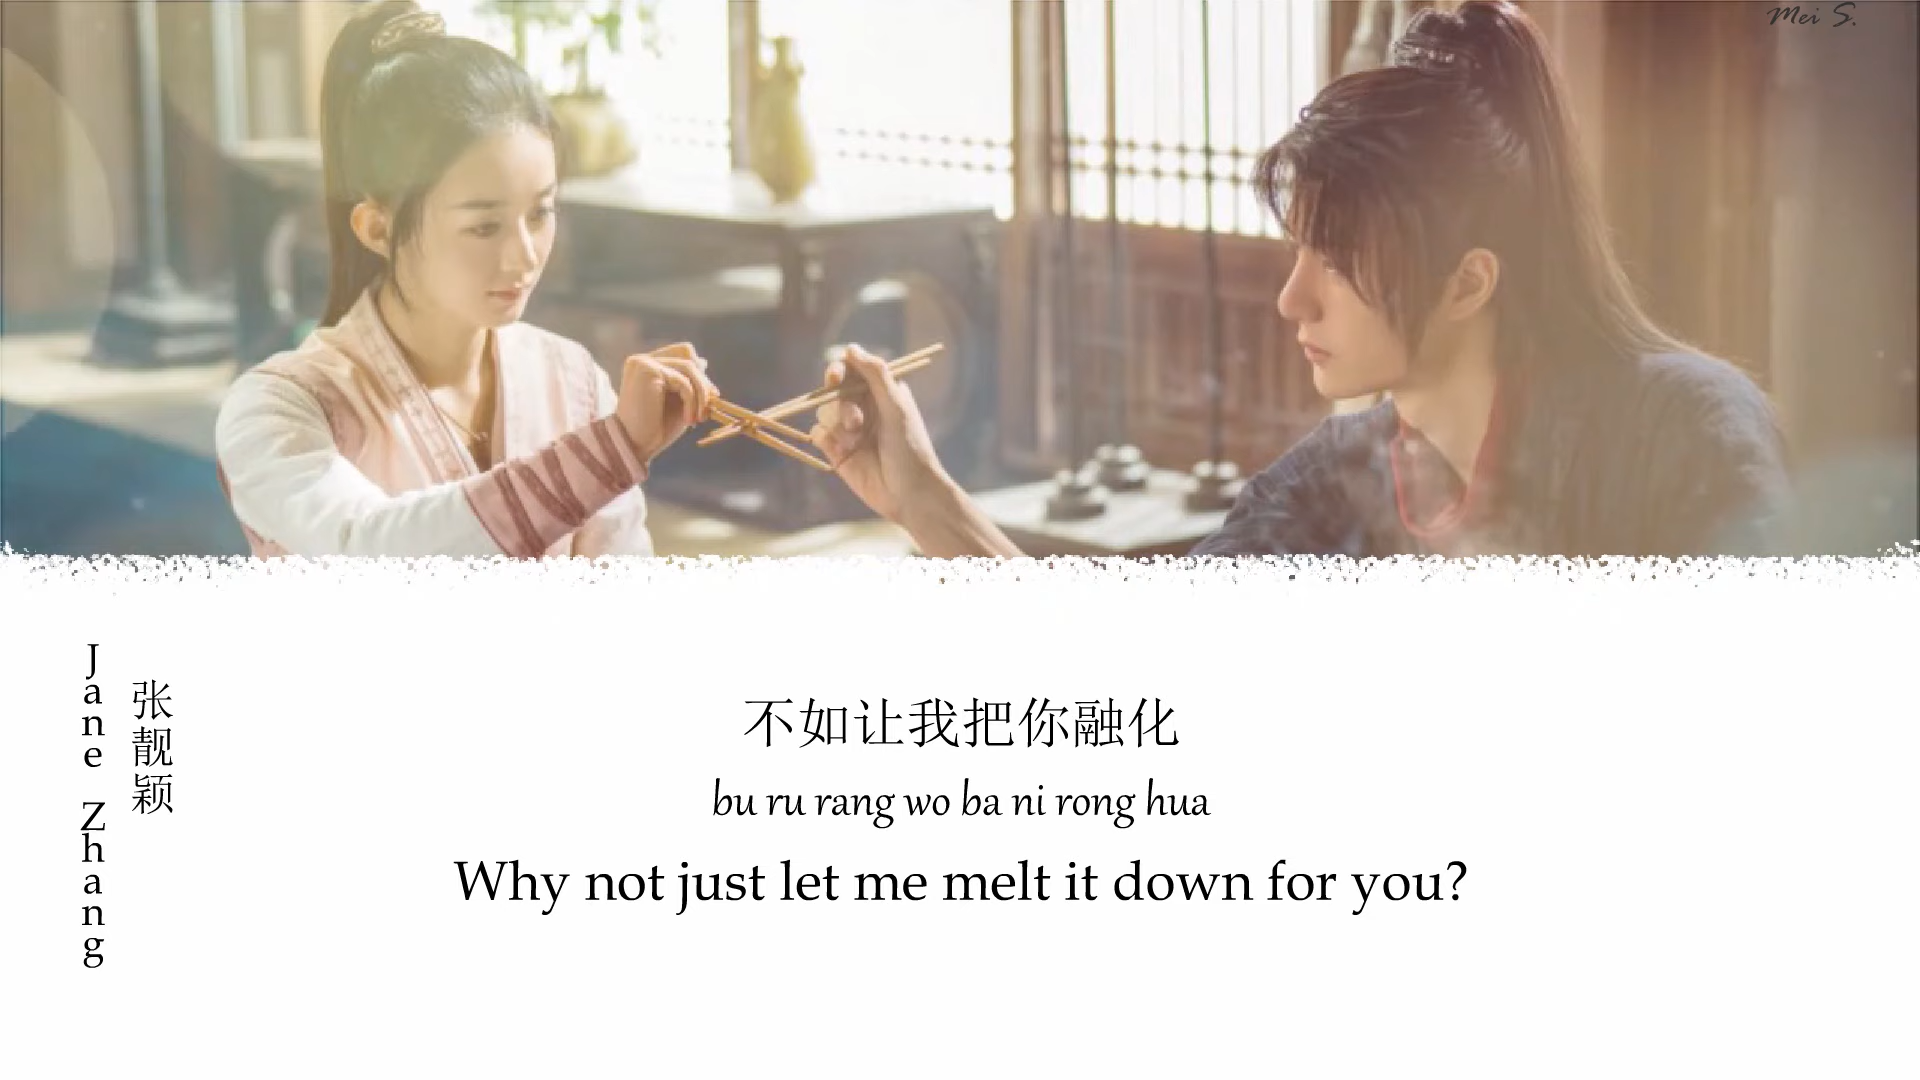 Mei S.
Jane Zhang
张靓颖
不如让我把你融化
bu ru rang wo ba ni rong hua
Why not just let me melt it down for you?